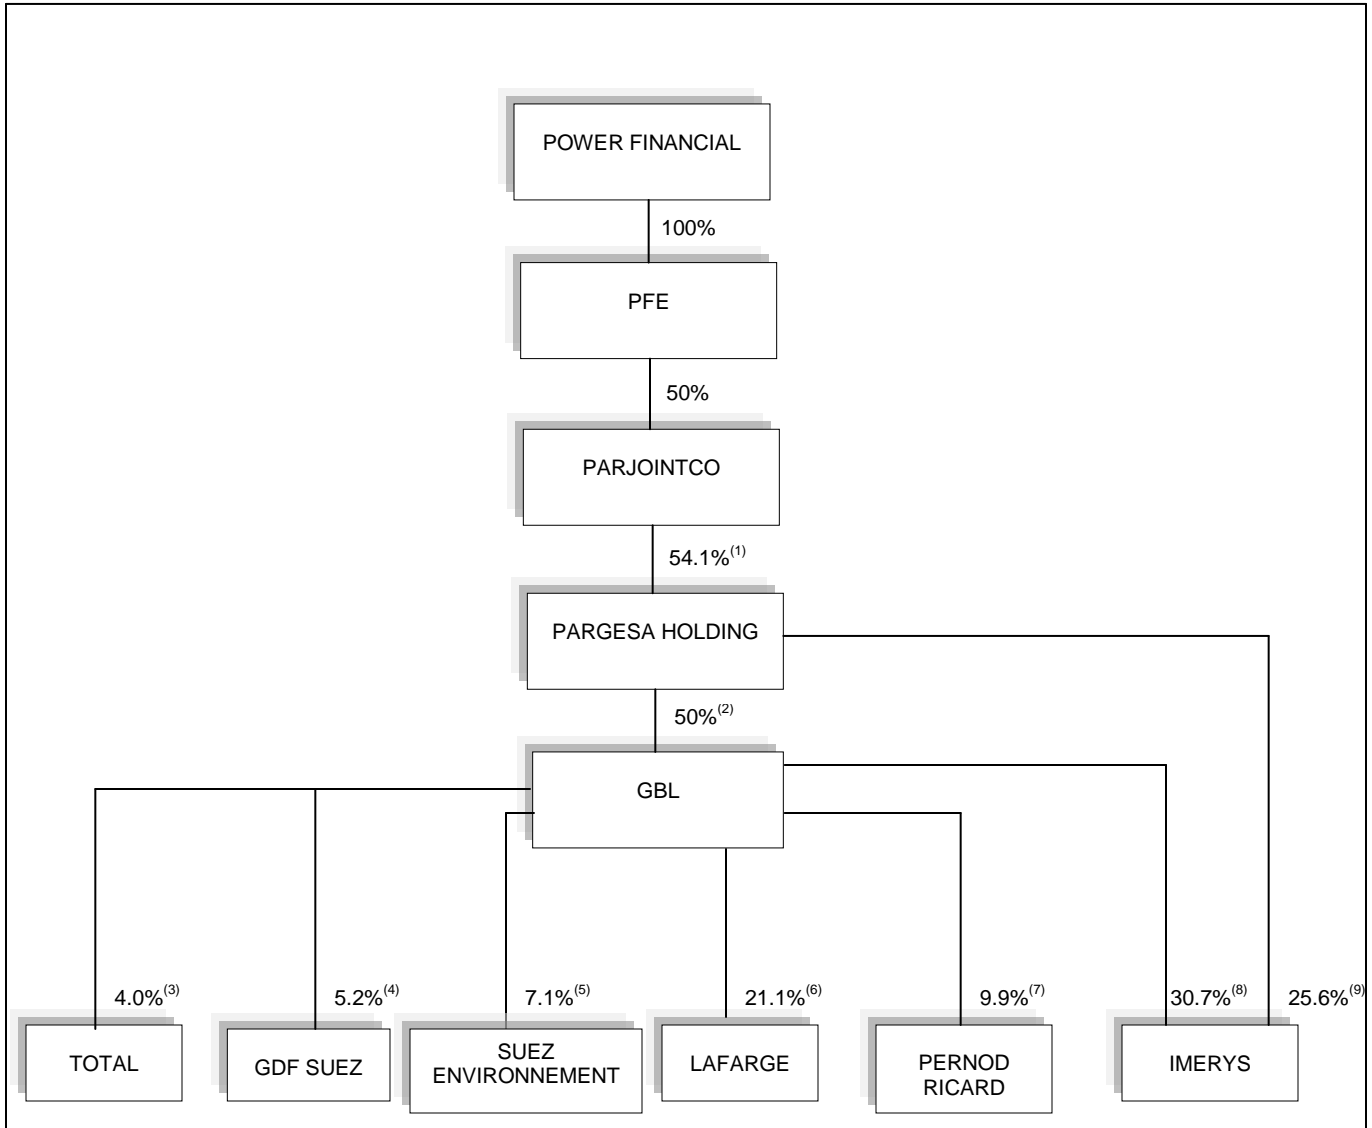 POWER FINANCIAL
100%
PFE
50%
PARJOINTCO
54.1%(1)
PARGESA HOLDING
50%(2)
GBL
4.0%(3)
5.2%(4)
7.1%(5)
21.1%(6)
9.9%(7)
30.7%(8)
25.6%(9)
TOTAL
GDF SUEZ
SUEZ
ENVIRONNEMENT
LAFARGE
PERNOD
RICARD
IMERYS